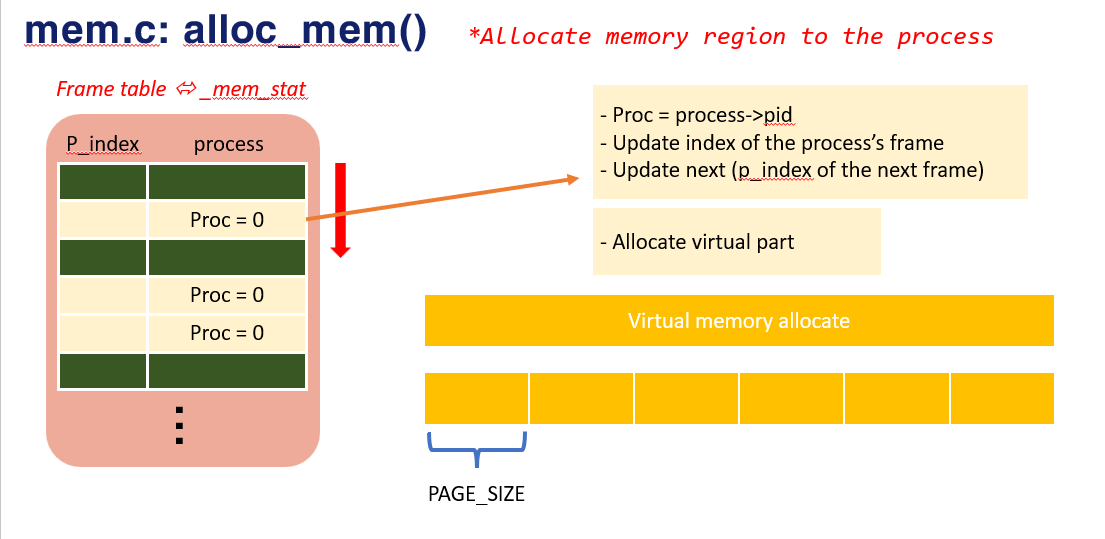 mem.c: alloc_mem()
*Allocate memory region to the process
Frame table ⇔ _mem_stat
P_index process
Proc = 0
Proc = 0
Proc = 0
- Proc = process->pid
- Update index of the process’s frame
- Update next (p_index of the next frame)
- Allocate virtual part
Virtual memory allocate
PAGE_SIZE